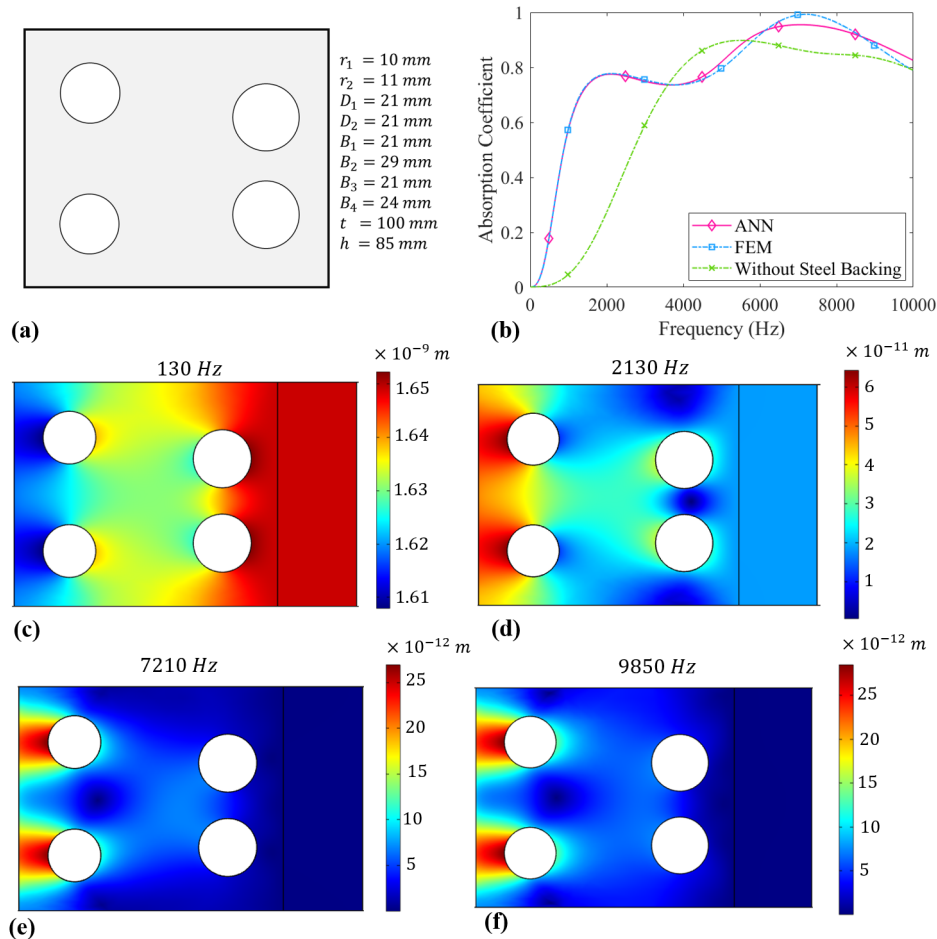 r₁ = 10 mm
r₂ = 11 mm
D₁ = 21 mm
D₂ = 21 mm
B₁ = 21 mm
B₂ = 29 mm
B₃ = 21 mm
B₄ = 24 mm
t = 100 mm
h = 85 mm
(a)
1
0.8
0.6
0.4
0.2
0
Absorption Coefficient
ANN
FEM
Without Steel Backing
0 2000 4000 6000 8000 10000
Frequency (Hz)
(b)
130 Hz
× 10⁻⁹ m
1.65
1.64
1.63
1.62
1.61
(c)
2130 Hz
× 10⁻¹¹ m
6
5
4
3
2
1
(d)
7210 Hz
× 10⁻¹² m
25
20
15
10
5
(e)
9850 Hz
× 10⁻¹² m
25
20
15
10
5
(f)